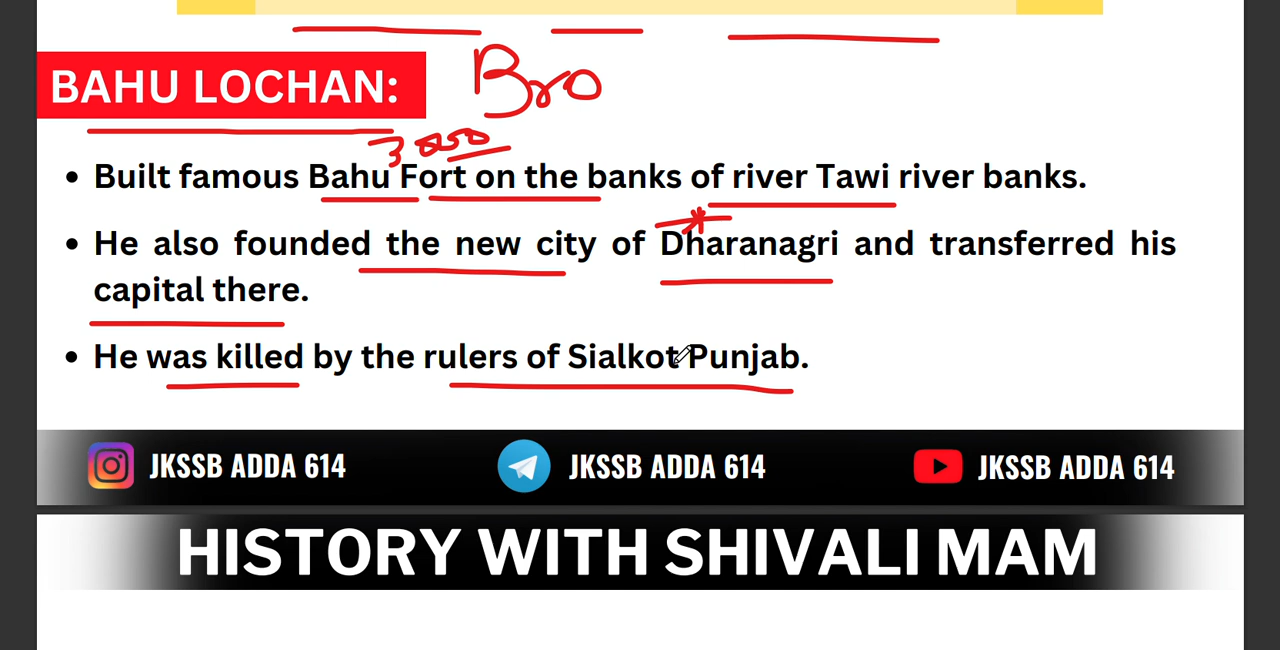 BAHU LOCHAN: Bro
• Built famous Bahu Fort on the banks of river Tawi river banks.
• He also founded the new city of Dharanagri and transferred his
capital there.
• He was killed by the rulers of Sialkot Punjab.
JKSSB ADDA 614 JKSSB ADDA 614 JKSSB ADDA 614
HISTORY WITH SHIVALI MAM